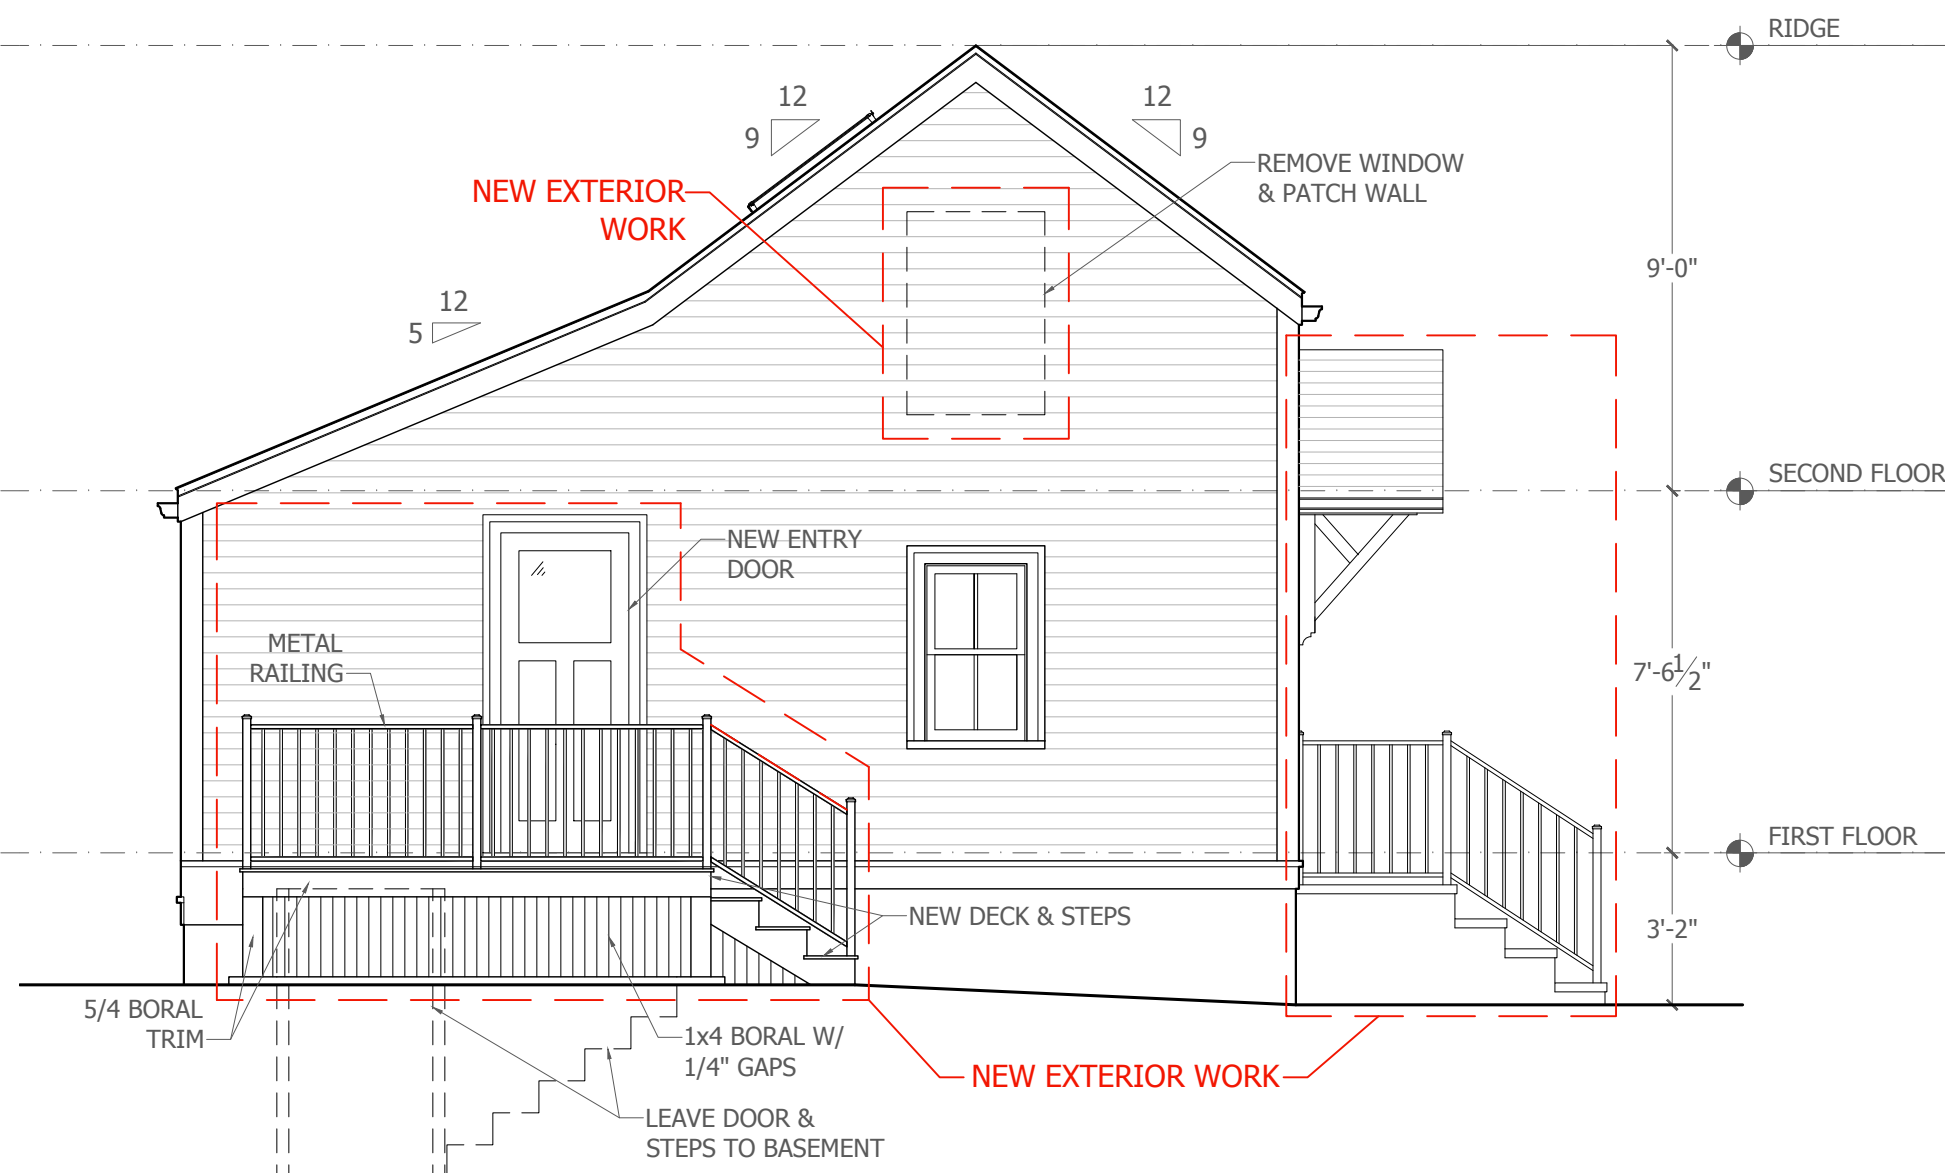 RIDGE
12
9
12
9
REMOVE WINDOW
& PATCH WALL
NEW EXTERIOR
WORK
9'-0"
12
5
SECOND FLOOR
NEW ENTRY
DOOR
METAL
RAILING
7'-6 1/2"
FIRST FLOOR
NEW DECK & STEPS
3'-2"
5/4 BORAL
TRIM
1x4 BORAL W/
1/4" GAPS
NEW EXTERIOR WORK
LEAVE DOOR &
STEPS TO BASEMENT